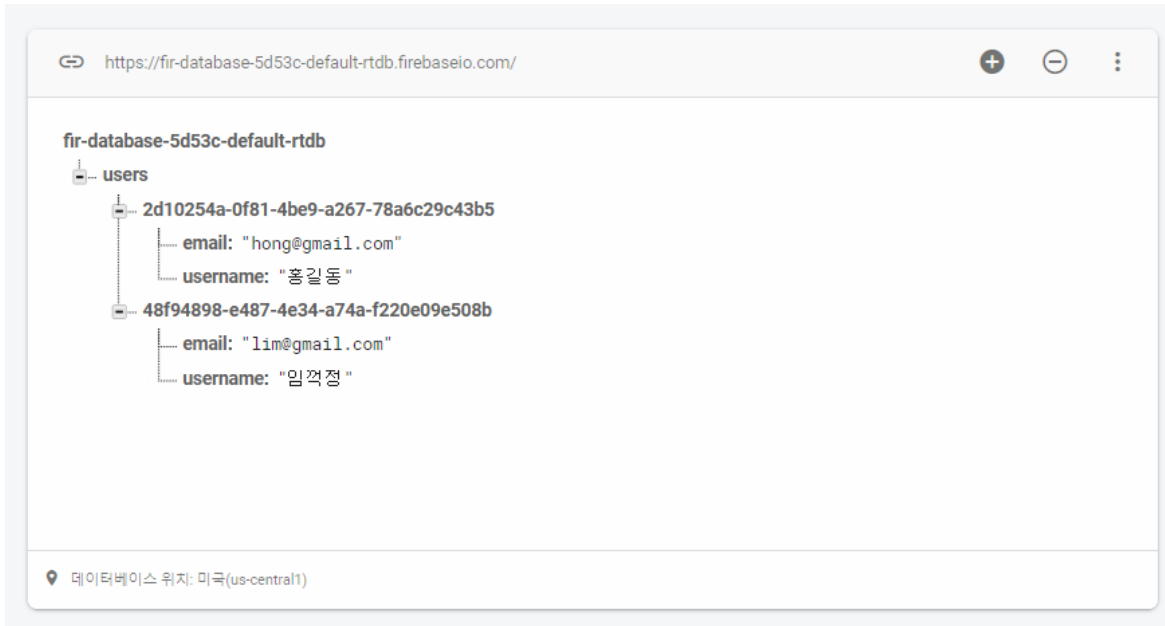 https://fir-database-5d53c-default-rtdb.firebaseio.com/
fir-database-5d53c-default-rtdb
users
2d10254a-0f81-4be9-a267-78a6c29c43b5
email: "hong@gmail.com"
username: "홍길동"
48f94898-e487-4e34-a74a-f220e09e508b
email: "lim@gmail.com"
username: "임꺽정"
데이터베이스 위치: 미국(us-central1)